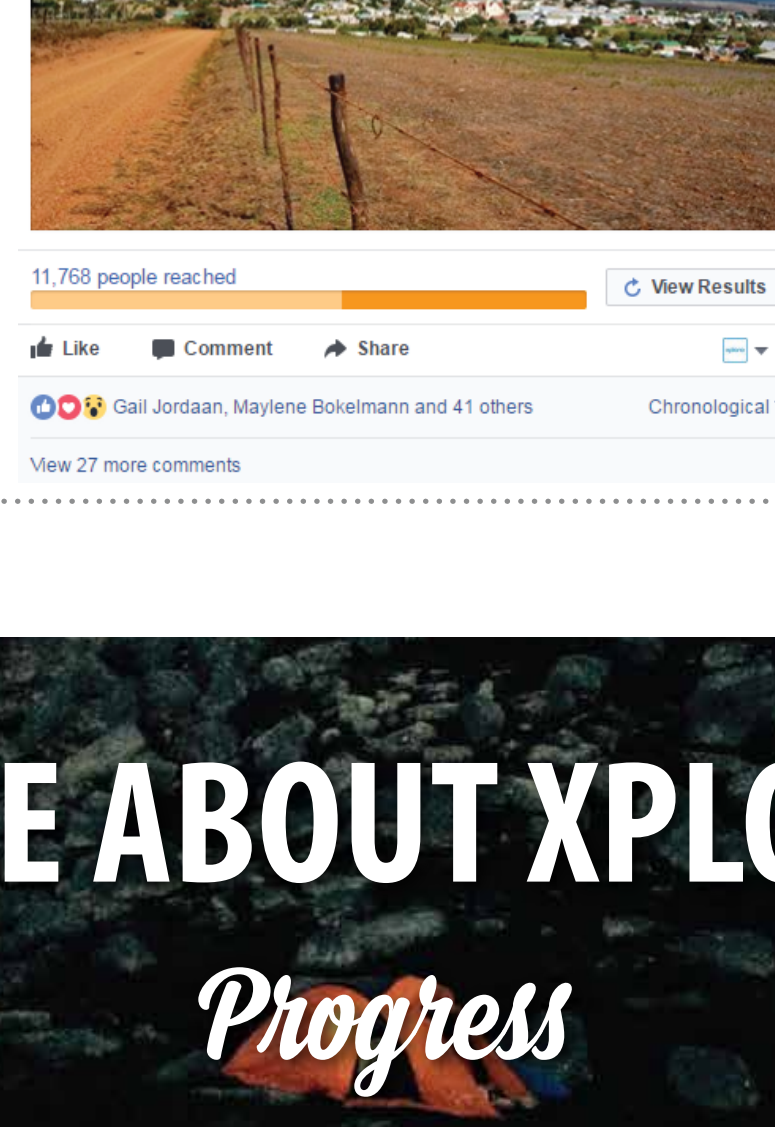 11,768 people reached
View Results
Like
Comment
Share
Gail Jordaan, Maylene Bokelmann and 41 others
Chronological
View 27 more comments
E ABOUT XPLO
Progress